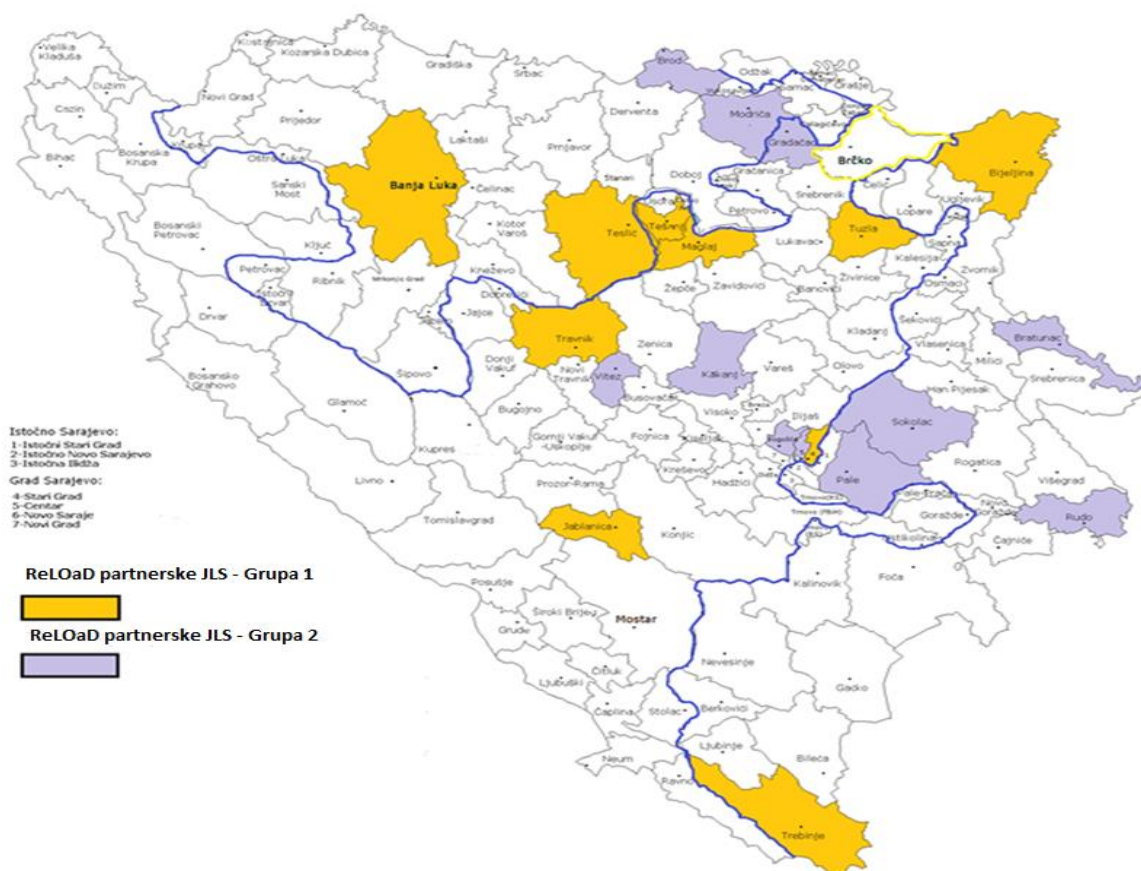 Velika
Kladuša
Kostajnica
Kozarska Dubica
Gradiška
Srbac
Brod
Odžak
Orašje
Bužim
Cazin
Novi Grad
Prijedor
Laktaši
Derventa
Modriča
Gradačac
Bihać
Bosanska
Krupa
Krupa
Oštra Luka
Prnjavor
Brčko
Bijeljina
Sanski
Most
Banja Luka
Čelinac
Stanari
Doboj
Gračanica
Srebrenik
Čelić
Ugljevik
Lopare
Bosanski
Petrovac
Ključ
Kotor
Varoš
Teslić
Tešanj
Maglaj
Petrovo
Lukavac
Tuzla
Sapna
Kalesija
Zvornik
Petrovac
Ribnik
Mrkonjić Grad
Kneževo
Istočni
Drvar
Dobretići
Žepče
Zavidovići
Banovići
Živinice
Osmaci
Drvar
Jajce
Travnik
Zenica
Kladanj
Šekovići
Vlasenica
Milići
Bratunac
Srebrenica
Bosansko
Grahovo
Šipovo
Donji
Vakuf
Novi
Travnik
Vitez
Kakanj
Vareš
Olovo
Glamoč
Busovača
Han Pijesak
Bugojno
Visoko
Ilijaš
Sokolac
Istočno Sarajevo:
1-Istočni Stari Grad
2-Istočno Novo Sarajevo
3-Istočna Ilidža
Grad Sarajevo:
4-Stari Grad
5-Centar
6-Novo Saraje
7-Novi Grad
Kupres
Gornji Vakuf
-Uskoplje
Fojnica
Kiseljak
Kreševo
Hadžići
Pale
Rogatica
Višegrad
Livno
Prozor-Rama
Goražde
Novo
Goražde
Rudo
Tomislavgrad
Jablanica
Konjic
Čajniče
ReLOaD partnerske JLS - Grupa 1
Kalinovik
Foča
Posušje
ReLOaD partnerske JLS - Grupa 2
Široki Brijeg
Mostar
Grude
Nevesinje
Gacko
Ljubuški
Čitluk
Čapljina
Stolac
Berkovići
Ljubinje
Bileća
Neum
Ravno
Trebinje